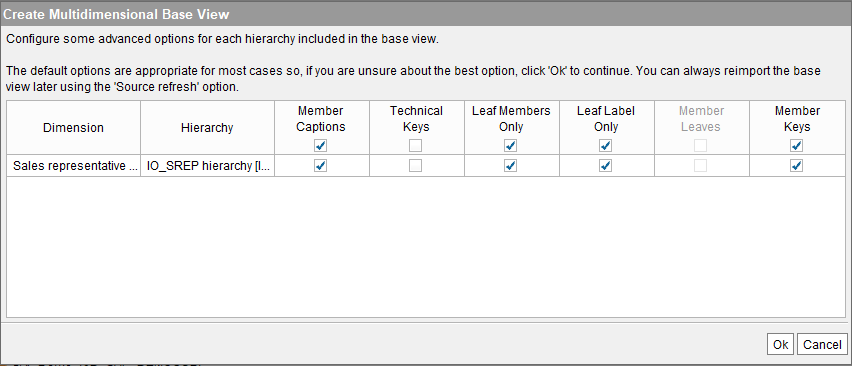 Create Multidimensional Base View
Configure some advanced options for each hierarchy included in the base view.
The default options are appropriate for most cases so, if you are unsure about the best option, click 'Ok' to continue. You can always reimport the base
view later using the 'Source refresh' option.
Dimension Hierarchy Member Captions Technical Keys Leaf Members Only Leaf Label Only Member Leaves Member Keys
Sales representative ... IO_SREP hierarchy [I...
Ok Cancel